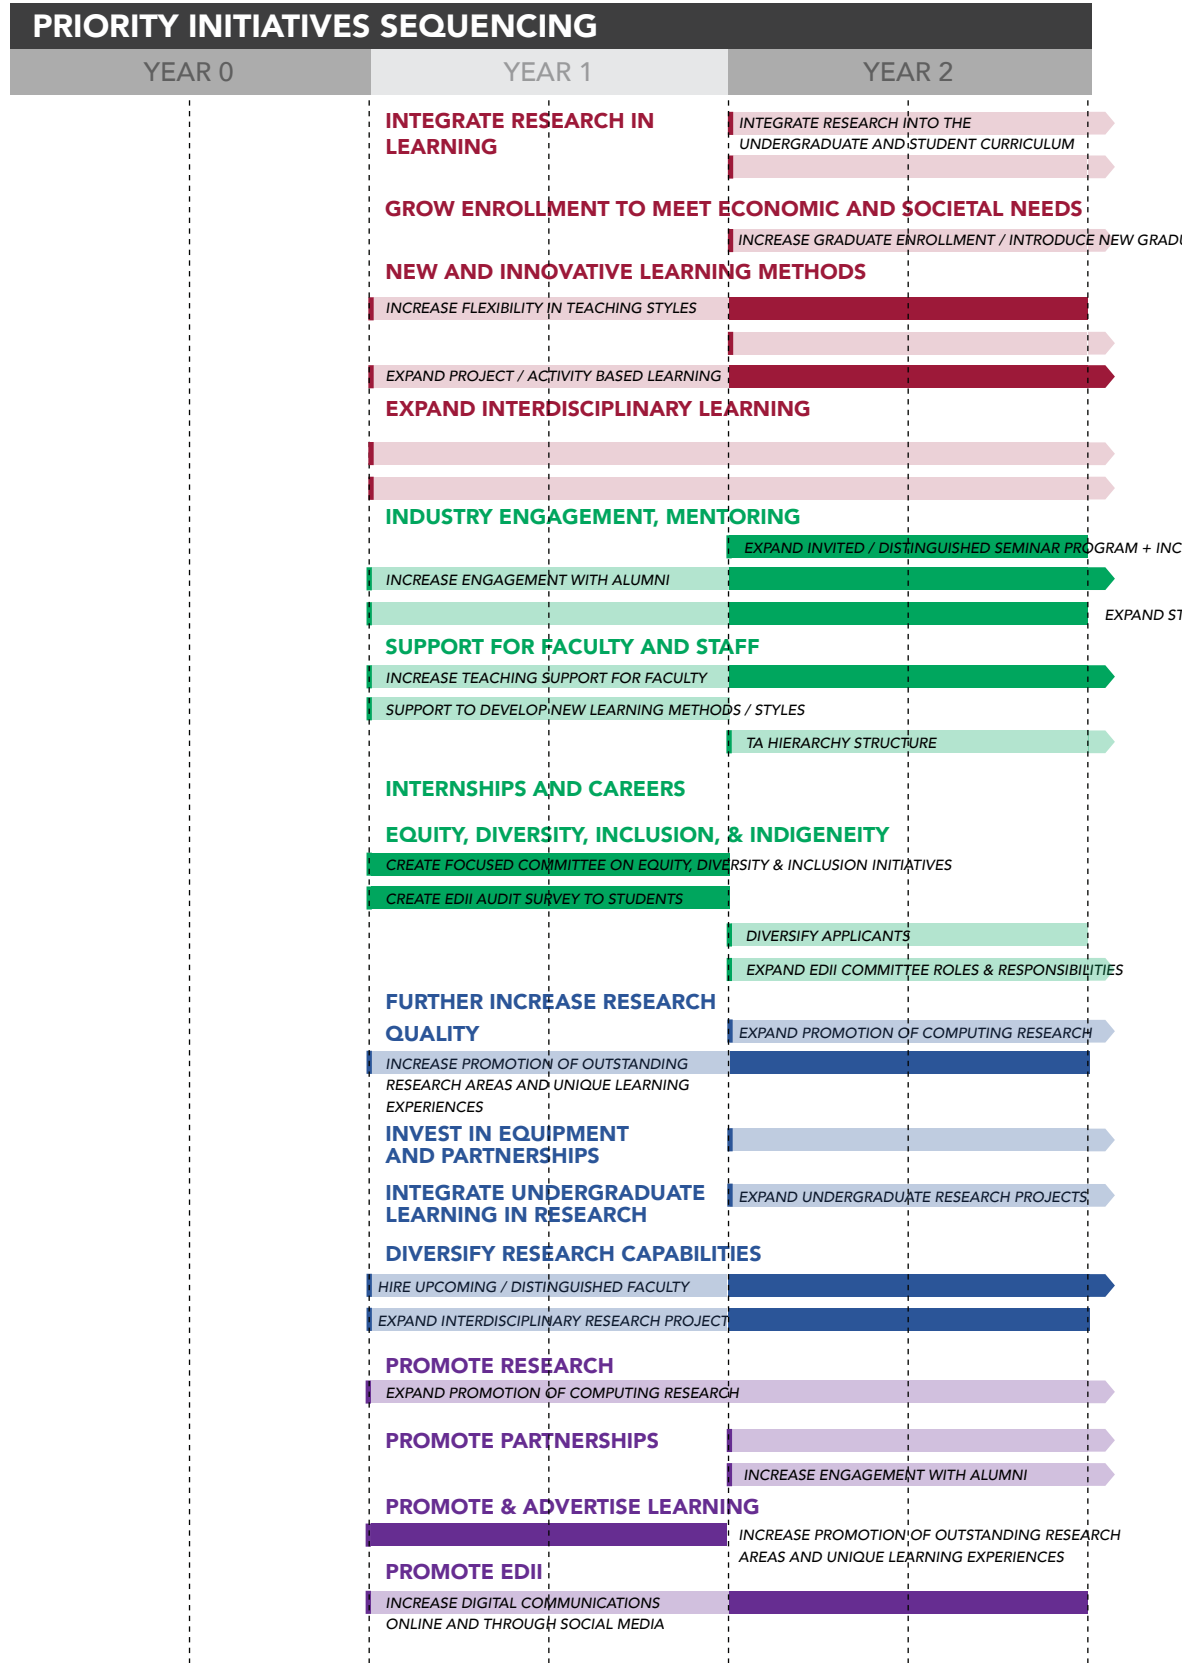 PRIORITY INITIATIVES SEQUENCING
YEAR 0
YEAR 1
YEAR 2
INTEGRATE RESEARCH IN
LEARNING
INTEGRATE RESEARCH INTO THE
UNDERGRADUATE AND STUDENT CURRICULUM
GROW ENROLLMENT TO MEET ECONOMIC AND SOCIETAL NEEDS
INCREASE GRADUATE ENROLLMENT / INTRODUCE NEW GRADU
NEW AND INNOVATIVE LEARNING METHODS
INCREASE FLEXIBILITY IN TEACHING STYLES
EXPAND PROJECT / ACTIVITY BASED LEARNING
EXPAND INTERDISCIPLINARY LEARNING
INDUSTRY ENGAGEMENT, MENTORING
EXPAND INVITED / DISTINGUISHED SEMINAR PROGRAM + INC
INCREASE ENGAGEMENT WITH ALUMNI
EXPAND ST
SUPPORT FOR FACULTY AND STAFF
INCREASE TEACHING SUPPORT FOR FACULTY
SUPPORT TO DEVELOP NEW LEARNING METHODS / STYLES
TA HIERARCHY STRUCTURE
INTERNSHIPS AND CAREERS
EQUITY, DIVERSITY, INCLUSION, & INDIGENEITY
CREATE FOCUSED COMMITTEE ON EQUITY, DIVERSITY & INCLUSION INITIATIVES
CREATE EDII AUDIT SURVEY TO STUDENTS
DIVERSIFY APPLICANTS
EXPAND EDII COMMITTEE ROLES & RESPONSIBILITIES
FURTHER INCREASE RESEARCH
QUALITY
EXPAND PROMOTION OF COMPUTING RESEARCH
INCREASE PROMOTION OF OUTSTANDING
RESEARCH AREAS AND UNIQUE LEARNING
EXPERIENCES
INVEST IN EQUIPMENT
AND PARTNERSHIPS
INTEGRATE UNDERGRADUATE
LEARNING IN RESEARCH
EXPAND UNDERGRADUATE RESEARCH PROJECTS
DIVERSIFY RESEARCH CAPABILITIES
HIRE UPCOMING / DISTINGUISHED FACULTY
EXPAND INTERDISCIPLINARY RESEARCH PROJECT
PROMOTE RESEARCH
EXPAND PROMOTION OF COMPUTING RESEARCH
PROMOTE PARTNERSHIPS
INCREASE ENGAGEMENT WITH ALUMNI
PROMOTE & ADVERTISE LEARNING
INCREASE PROMOTION OF OUTSTANDING RESEARCH
AREAS AND UNIQUE LEARNING EXPERIENCES
PROMOTE EDII
INCREASE DIGITAL COMMUNICATIONS
ONLINE AND THROUGH SOCIAL MEDIA